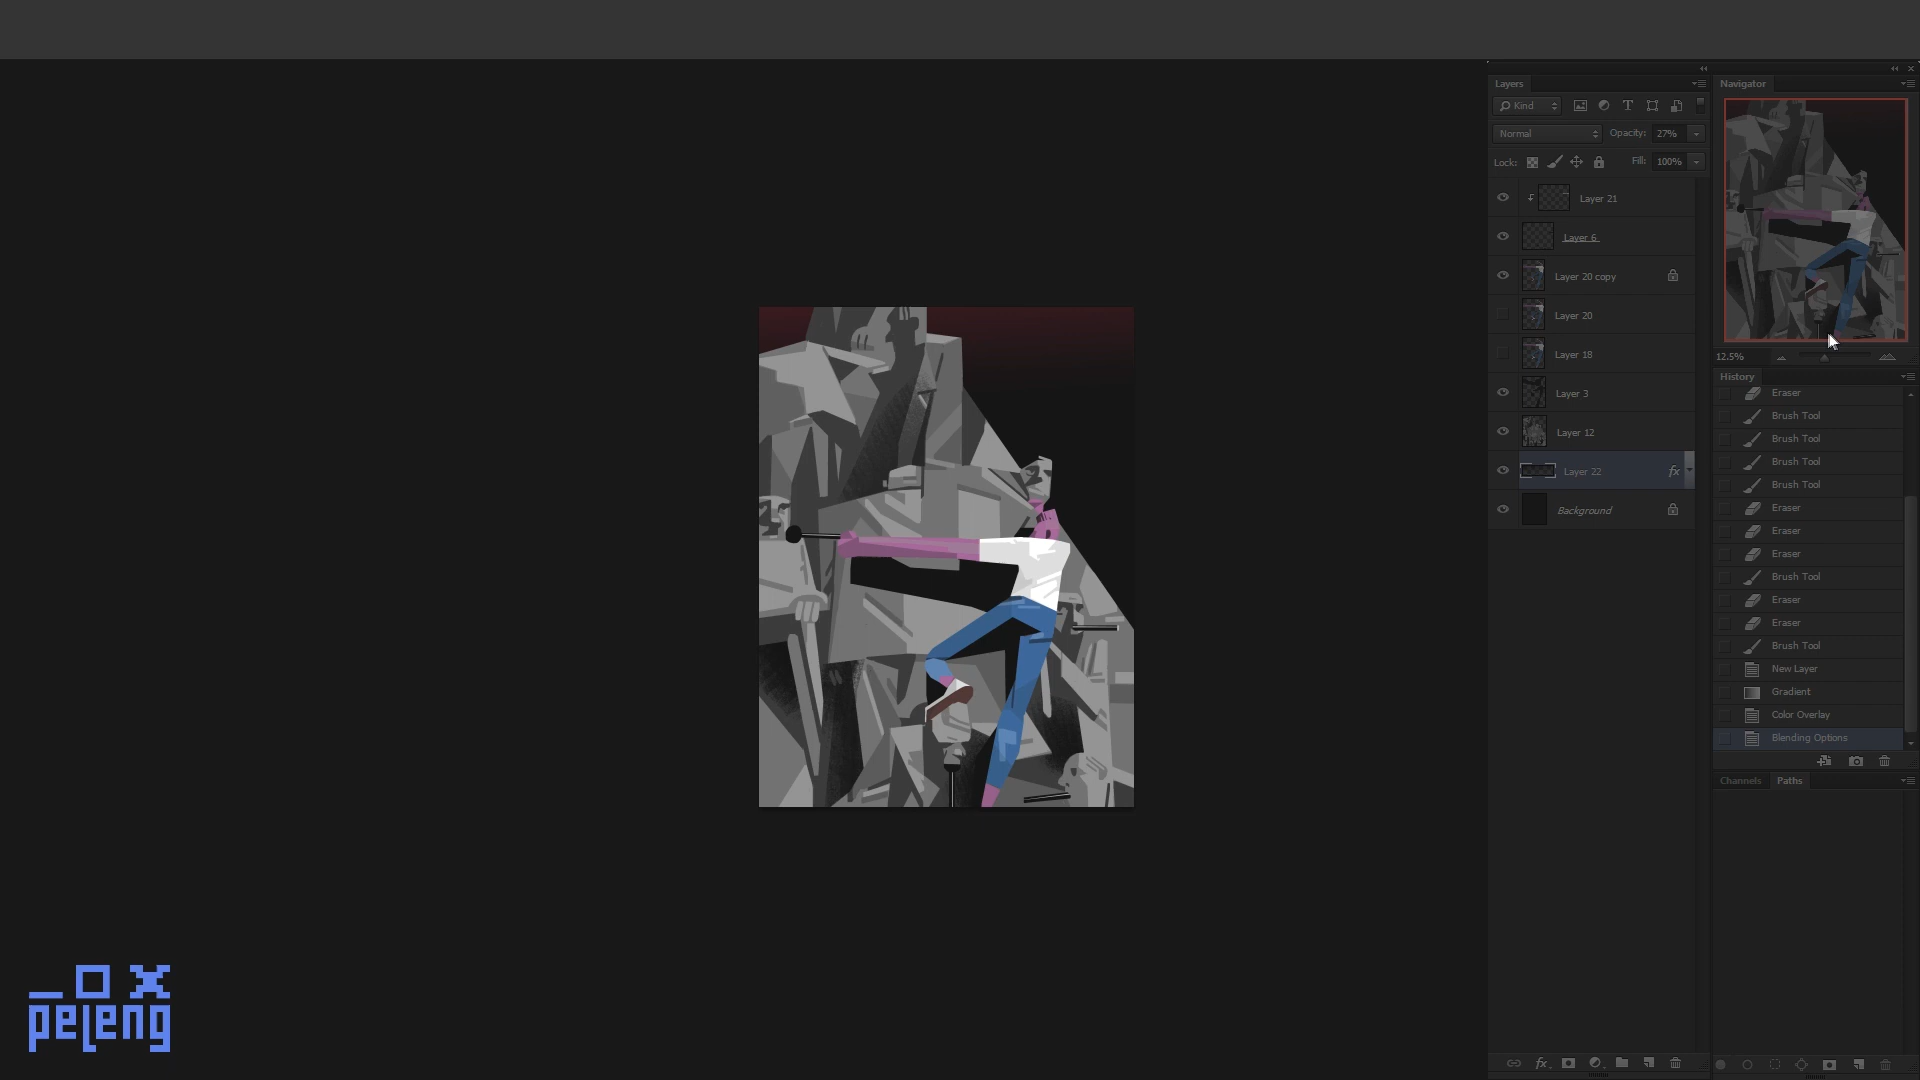 Layers
Kind
Normal
Opacity: 27%
Lock:
Fill: 100%
Layer 21
Layer 6
Layer 20 copy
Layer 20
Layer 18
Layer 3
Layer 12
Layer 22
fx
Background
fx
Navigator
12.5%
History
Eraser
Brush Tool
Brush Tool
Brush Tool
Brush Tool
Eraser
Eraser
Eraser
Brush Tool
Eraser
Eraser
Brush Tool
New Layer
Gradient
Color Overlay
Blending Options
Channels
Paths
peleng